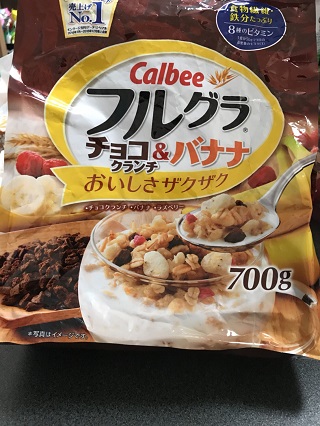 売上げ
No.1
食物繊維
鉄分たっぷり
8種のビタミン
Calbee
フルグラ®
チョコクランチ&バナナ
おいしさザクザク
•チョコクランチ •バナナ •ラズベリー
700g
*写真はイメージです